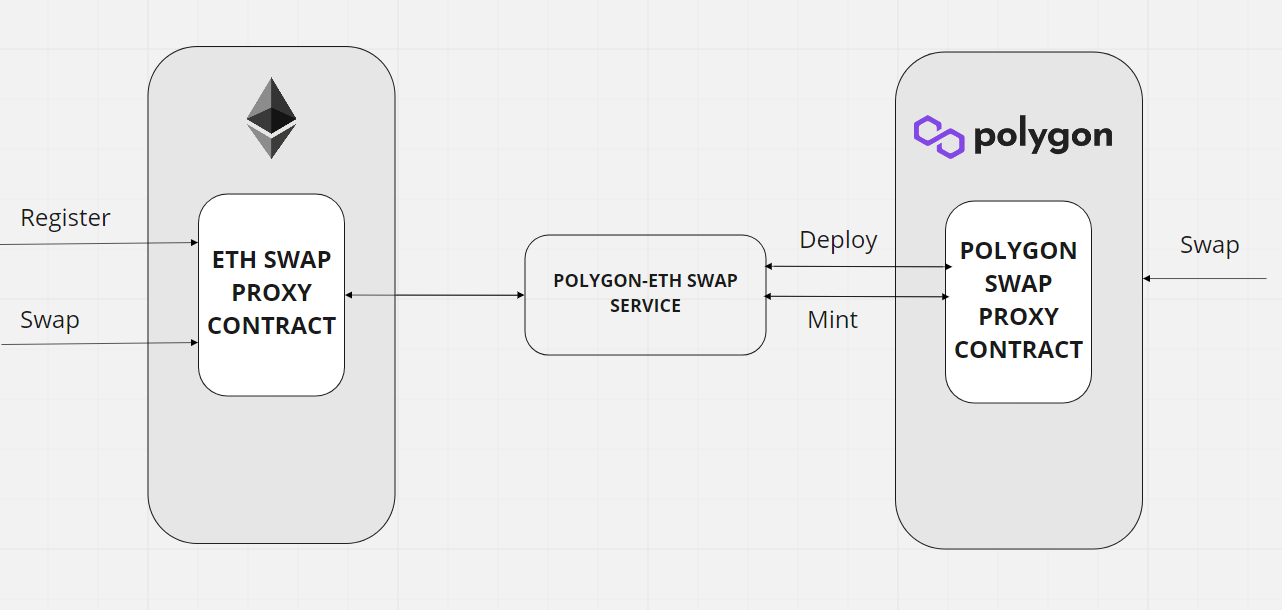 polygon
Register
ETH SWAP
PROXY
CONTRACT
Swap
POLYGON-ETH SWAP
SERVICE
Deploy
Mint
POLYGON
SWAP
PROXY
CONTRACT
Swap